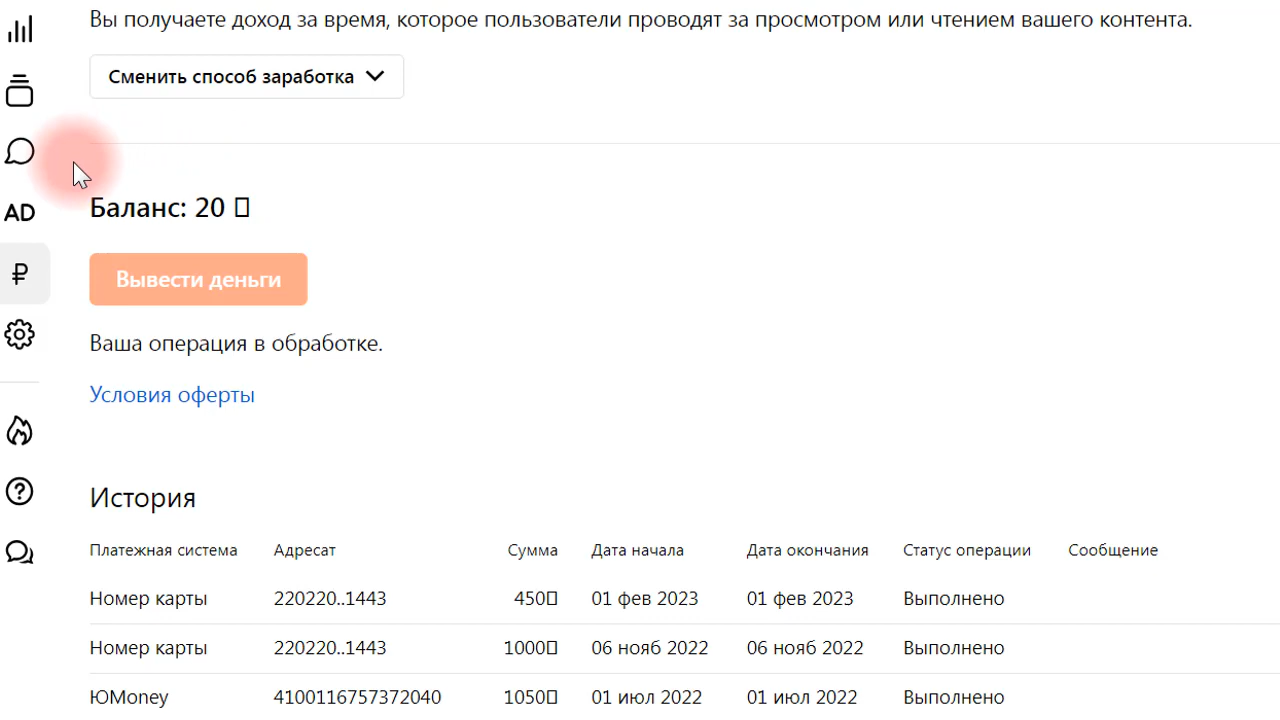 Вы получаете доход за время, которое пользователи проводят за просмотром или чтением вашего контента.
Сменить способ заработка
AD
Баланс: 20
₽
Вывести деньги
Ваша операция в обработке.
Условия оферты
История
Платежная система Адресат Сумма Дата начала Дата окончания Статус операции Сообщение
Номер карты 220220..1443 450 01 фев 2023 01 фев 2023 Выполнено
Номер карты 220220..1443 1000 06 нояб 2022 06 нояб 2022 Выполнено
ЮMoney 4100116757372040 1050 01 июл 2022 01 июл 2022 Выполнено